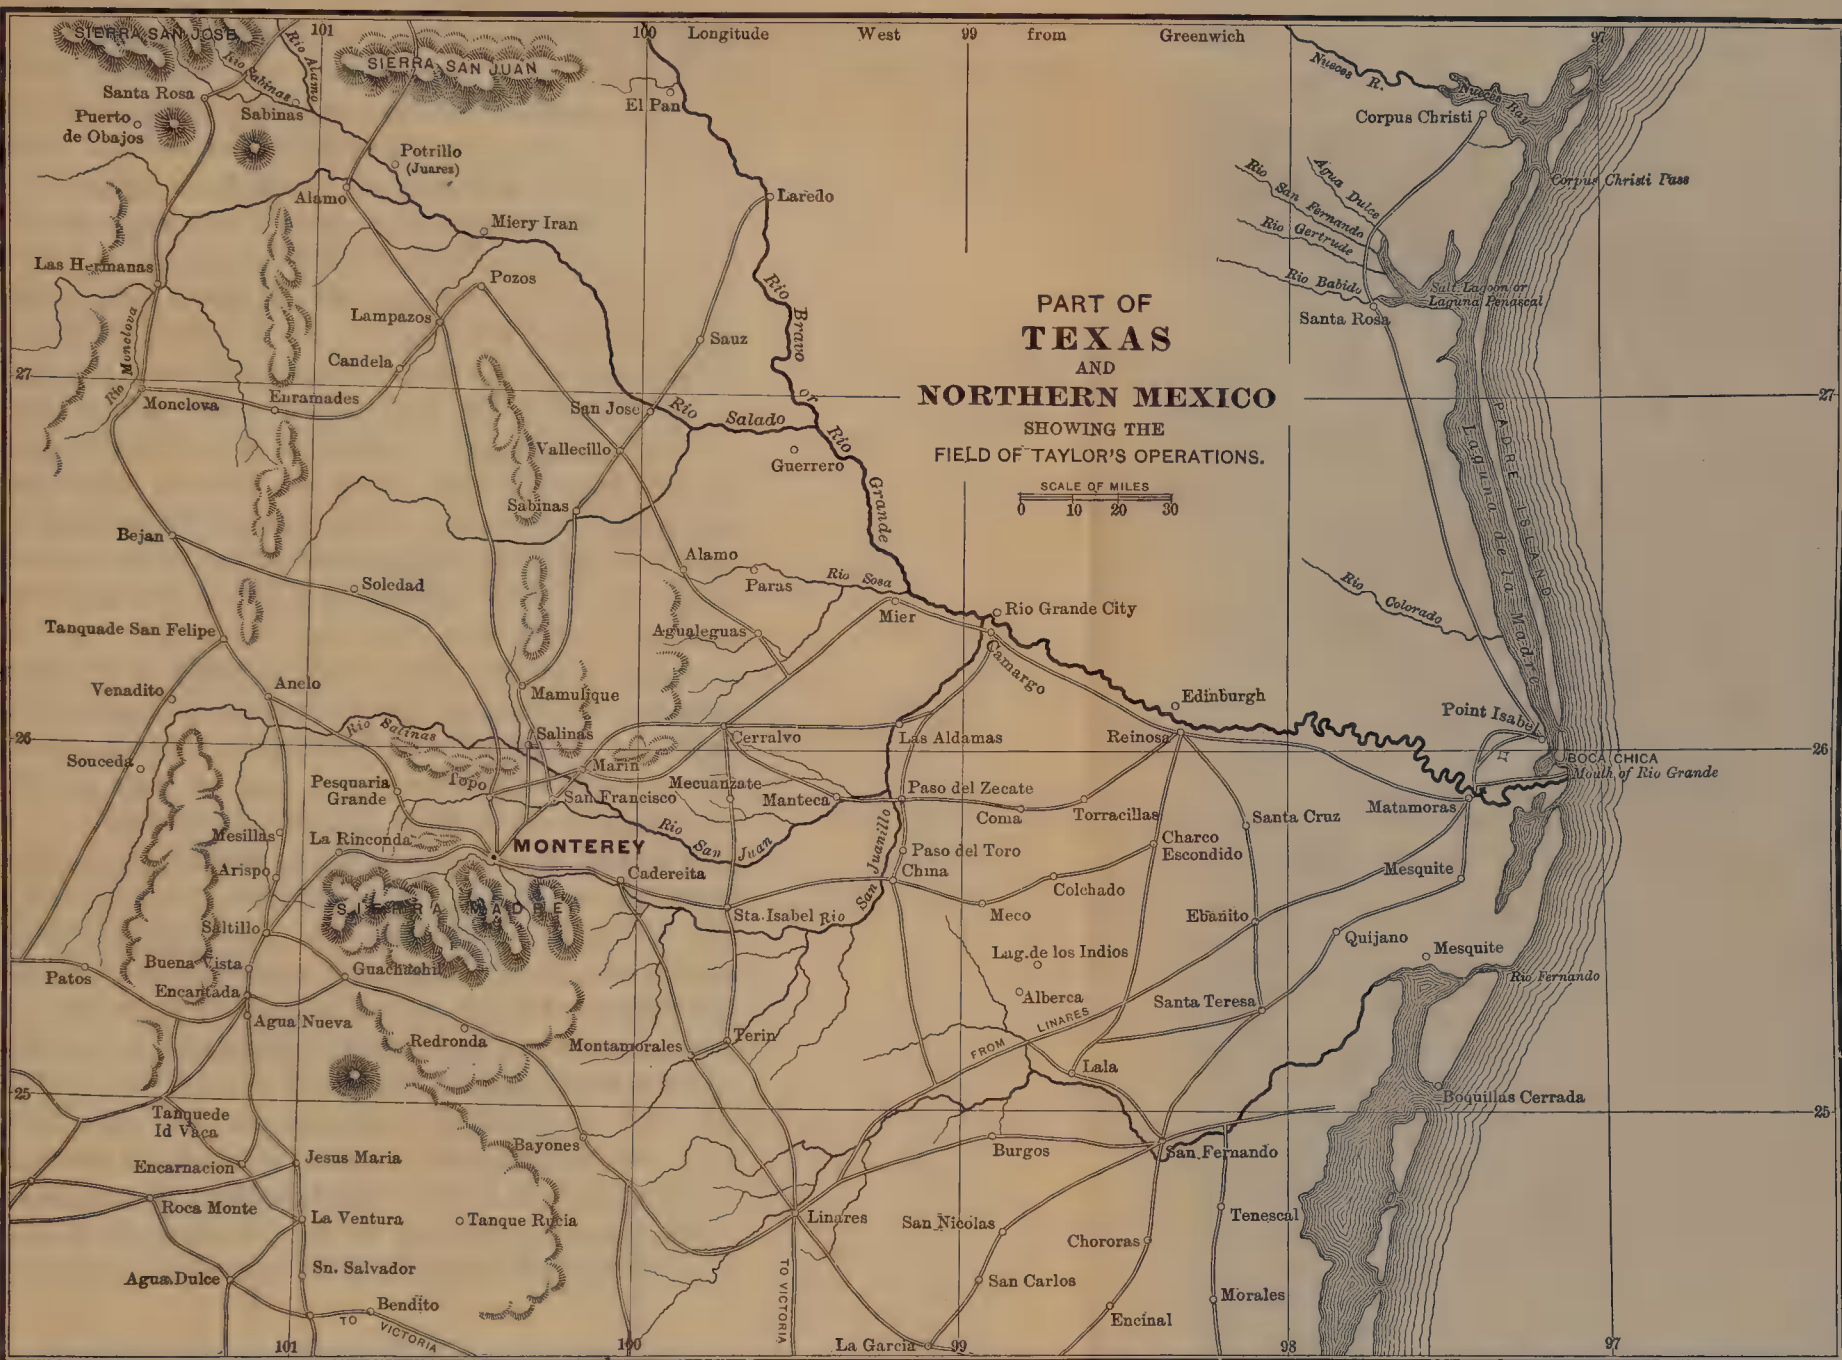 SIERRA SAN JOSE
101
100
Longitude
West
99
from
Greenwich
97
Rio Alamo
Rio Sabinas
SIERRA SAN JUAN
Nueces R.
Nueces Bay
Santa Rosa
Sabinas
El Pan
Corpus Christi
Puerto
de Obajos
Potrillo
(Juares)
Agua Dulce
Rio San Fernando
Rio Gertrude
Corpus Christi Pass
Alamo
Laredo
Miery Iran
Las Hermanas
Pozos
Rio Babido
Salt Lagoon or
Laguna Penascal
Santa Rosa
Lampazos
Sauz
Rio Bravo or Rio Grande
PART OF
TEXAS
AND
NORTHERN MEXICO
SHOWING THE
FIELD OF TAYLOR'S OPERATIONS.
SCALE OF MILES
0 10 20 30
Rio Monclova
Candela
27
27
Monclova
Enramades
San Jose
Rio Salado
Vallecillo
Guerrero
PADRE ISLAND
Laguna de la Madre
Sabinas
Bejan
Alamo
Paras
Rio Sosa
Soledad
Rio Colorado
Mier
Rio Grande City
Tanquade San Felipe
Agualeguas
Camargo
Venadito
Anelo
Mamulique
Edinburgh
Point Isabel
26
Rio Salinas
Salinas
Cerralvo
Las Aldamas
Reinosa
26
Souceda
Marin
BOCA CHICA
Mouth of Rio Grande
Pesquaria
Grande
Topo
San Francisco
Mecuanzate
Manteca
Paso del Zecate
Coma
Torracillas
Santa Cruz
Matamoras
Mesillas
La Rinconda
MONTEREY
Rio San Juan
San Juanillo
Paso del Toro
Charco
Escondido
Arispo
Cadereita
China
Colchado
Mesquite
SIERRA MADRE
Sta. Isabel Rio
Meco
Ebanito
Saltillo
Quijano
Buena Vista
Guachuchil
Lag. de los Indios
Mesquite
Patos
Encantada
Rio Fernando
Alberca
Santa Teresa
Agua Nueva
Redronda
Montamorales
Terin
FROM LINARES
Lala
25
25
Tanquede
Id Vaca
Boquillas Cerrada
Bayones
Encarnacion
Jesus Maria
Burgos
San Fernando
Roca Monte
La Ventura
Tanque Rucia
Linares
San Nicolas
Tenescal
Chororas
Agua Dulce
Sn. Salvador
San Carlos
TO VICTORIA
Bendito
TO VICTORIA
Morales
Encinal
La Garcia
101
100
99
98
97